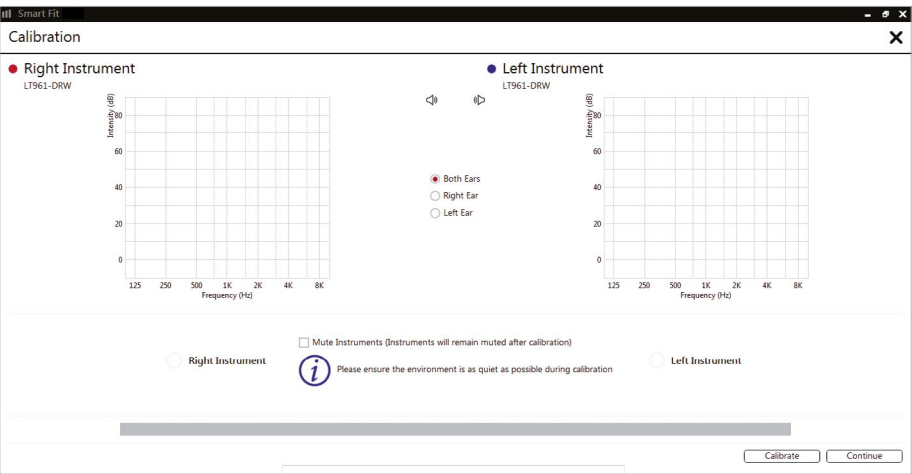 Smart Fit
Calibration
Right Instrument
LT961-DRW
Intensity (dB)
80
60
40
20
0
125 250 500 1K 2K 4K 8K
Frequency (Hz)
Both Ears
Right Ear
Left Ear
Left Instrument
LT961-DRW
Intensity (dB)
80
60
40
20
0
125 250 500 1K 2K 4K 8K
Frequency (Hz)
Mute Instruments (Instruments will remain muted after calibration)
Right Instrument
i
Please ensure the environment is as quiet as possible during calibration
Left Instrument
Calibrate
Continue